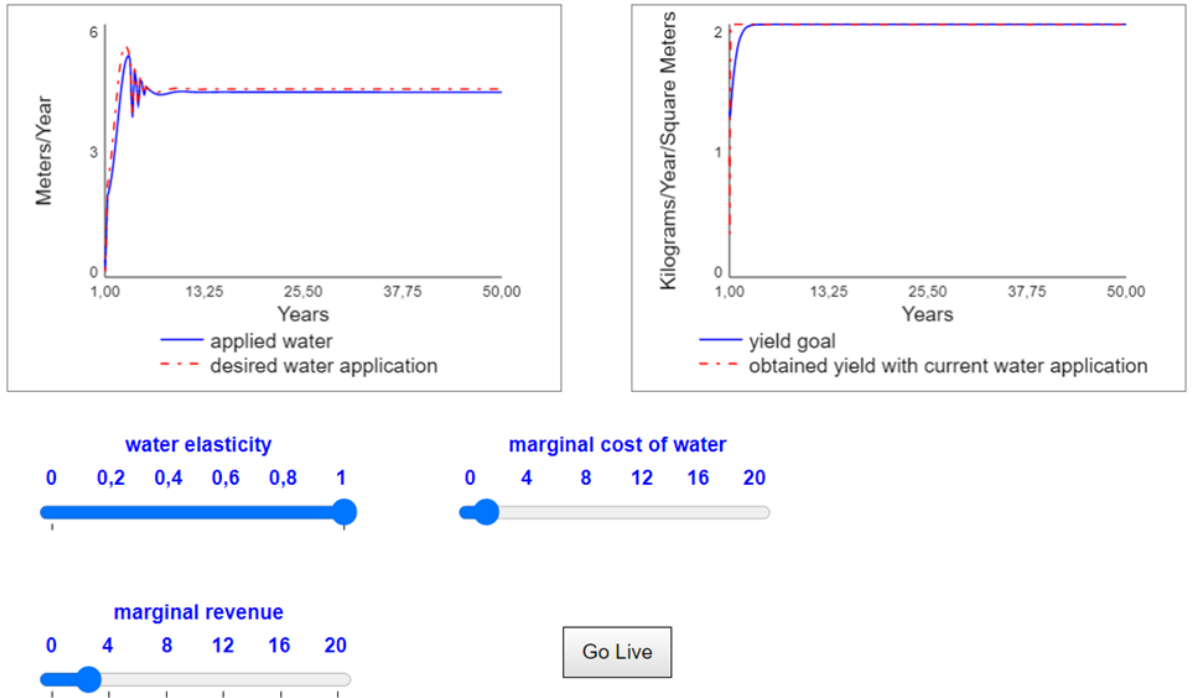 6
3
0
Meters/Year
1,00 13,25 25,50 37,75 50,00
Years
applied water
desired water application
2
1
0
Kilograms/Year/Square Meters
1,00 13,25 25,50 37,75 50,00
Years
yield goal
obtained yield with current water application
water elasticity
0 0,2 0,4 0,6 0,8 1
marginal cost of water
0 4 8 12 16 20
marginal revenue
0 4 8 12 16 20
Go Live